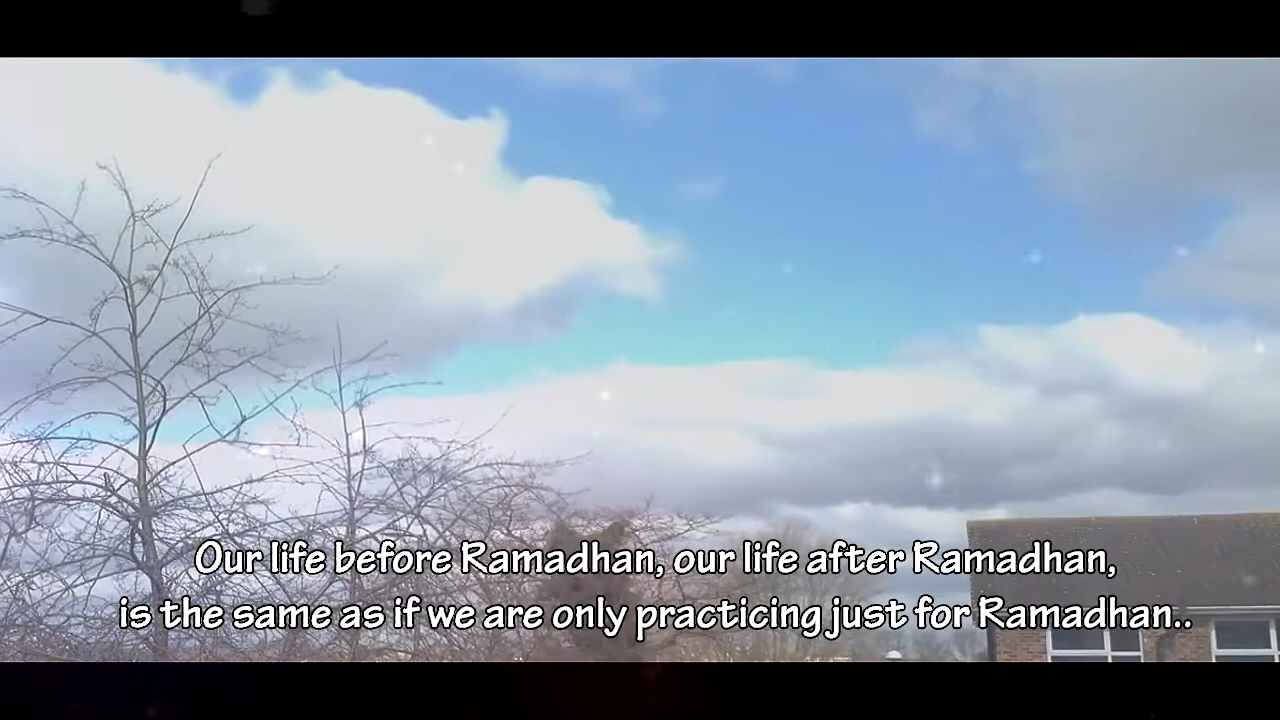 Our life before Ramadhan, our life after Ramadhan,
is the same as if we are only practicing just for Ramadhan..